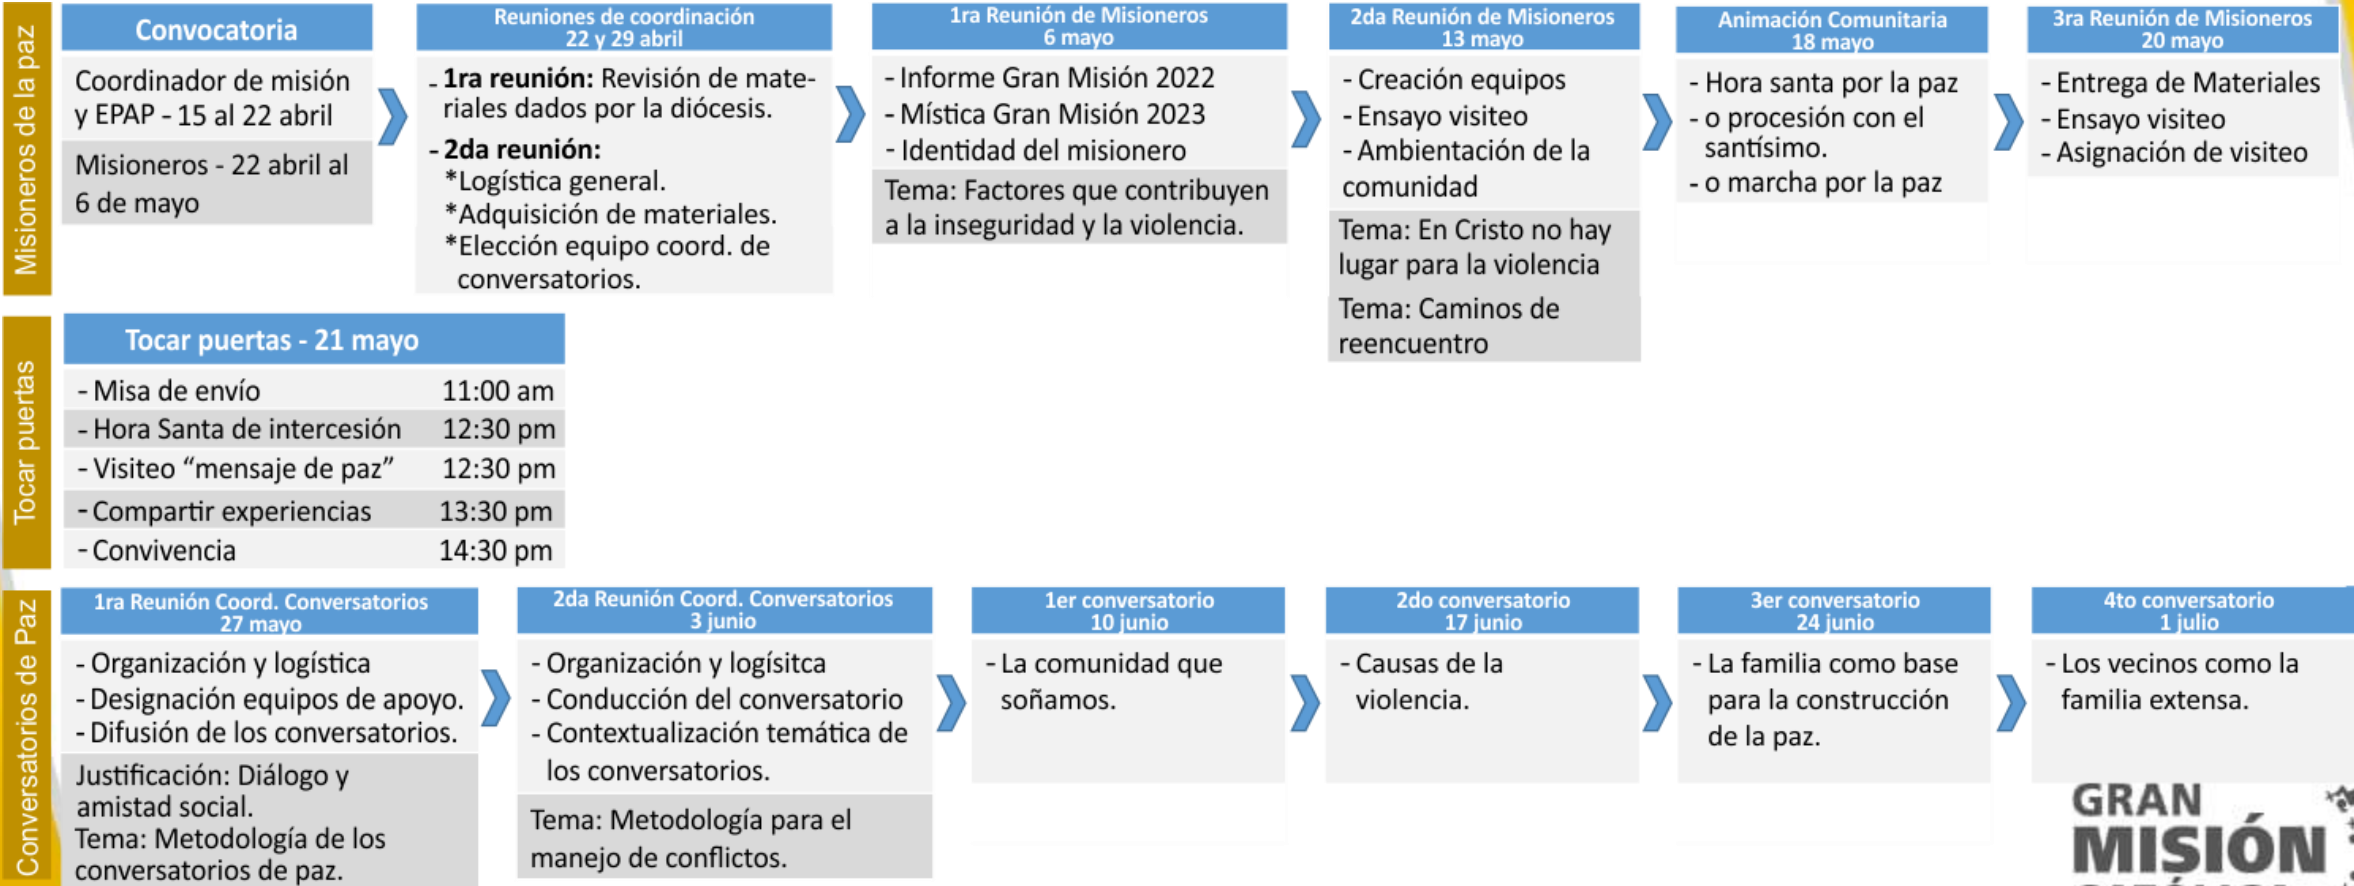 Misioneros de la paz
Convocatoria
Coordinador de misión
y EPAP - 15 al 22 abril
Misioneros - 22 abril al
6 de mayo
Reuniones de coordinación
22 y 29 abril
- 1ra reunión: Revisión de mate-
riales dados por la diócesis.
- 2da reunión:
*Logística general.
*Adquisición de materiales.
*Elección equipo coord. de
conversatorios.
1ra Reunión de Misioneros
6 mayo
- Informe Gran Misión 2022
- Mística Gran Misión 2023
- Identidad del misionero
Tema: Factores que contribuyen
a la inseguridad y la violencia.
2da Reunión de Misioneros
13 mayo
- Creación equipos
- Ensayo visiteo
- Ambientación de la
comunidad
Tema: En Cristo no hay
lugar para la violencia
Tema: Caminos de
reencuentro
Animación Comunitaria
18 mayo
- Hora santa por la paz
- o procesión con el
santísimo.
- o marcha por la paz
3ra Reunión de Misioneros
20 mayo
- Entrega de Materiales
- Ensayo visiteo
- Asignación de visiteo
Tocar puertas
Tocar puertas - 21 mayo
- Misa de envío 11:00 am
- Hora Santa de intercesión 12:30 pm
- Visiteo “mensaje de paz” 12:30 pm
- Compartir experiencias 13:30 pm
- Convivencia 14:30 pm
Conversatorios de Paz
1ra Reunión Coord. Conversatorios
27 mayo
- Organización y logística
- Designación equipos de apoyo.
- Difusión de los conversatorios.
Justificación: Diálogo y
amistad social.
Tema: Metodología de los
conversatorios de paz.
2da Reunión Coord. Conversatorios
3 junio
- Organización y logísitca
- Conducción del conversatorio
- Contextualización temática de
los conversatorios.
Tema: Metodología para el
manejo de conflictos.
1er conversatorio
10 junio
- La comunidad que
soñamos.
2do conversatorio
17 junio
- Causas de la
violencia.
3er conversatorio
24 junio
- La familia como base
para la construcción
de la paz.
4to conversatorio
1 julio
- Los vecinos como la
familia extensa.
GRAN
MISIÓN